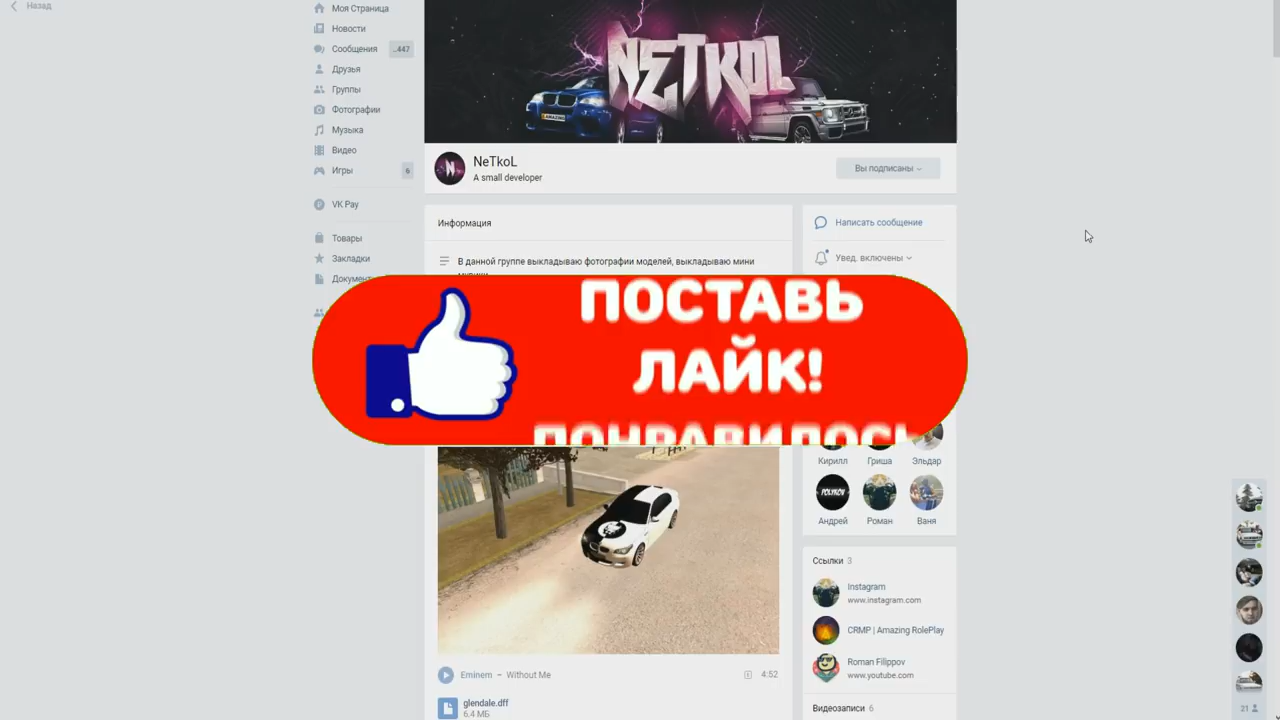 Назад
Моя Страница
Новости
Сообщения
..447
Друзья
Группы
Фотографии
Музыка
Видео
Игры
6
VK Pay
Товары
Закладки
NETKOL
AMAZING
NeTkoL
A small developer
Вы подписаны
Информация
В данной группе выкладываю фотографии моделей, выкладываю мини
Написать сообщение
Увед. включены
ПОСТАВЬ
ЛАЙК!
ПОНРАВИЛОСЬ
Кирилл
Гриша
Эльдар
POLYKOV
Андрей
Роман
Ваня
Ссылки 3
Instagram
www.instagram.com
CRMP | Amazing RolePlay
Roman Filippov
www.youtube.com
Видеозаписи 6
Eminem – Without Me
4:52
glendale.dff
6.4 МБ
21